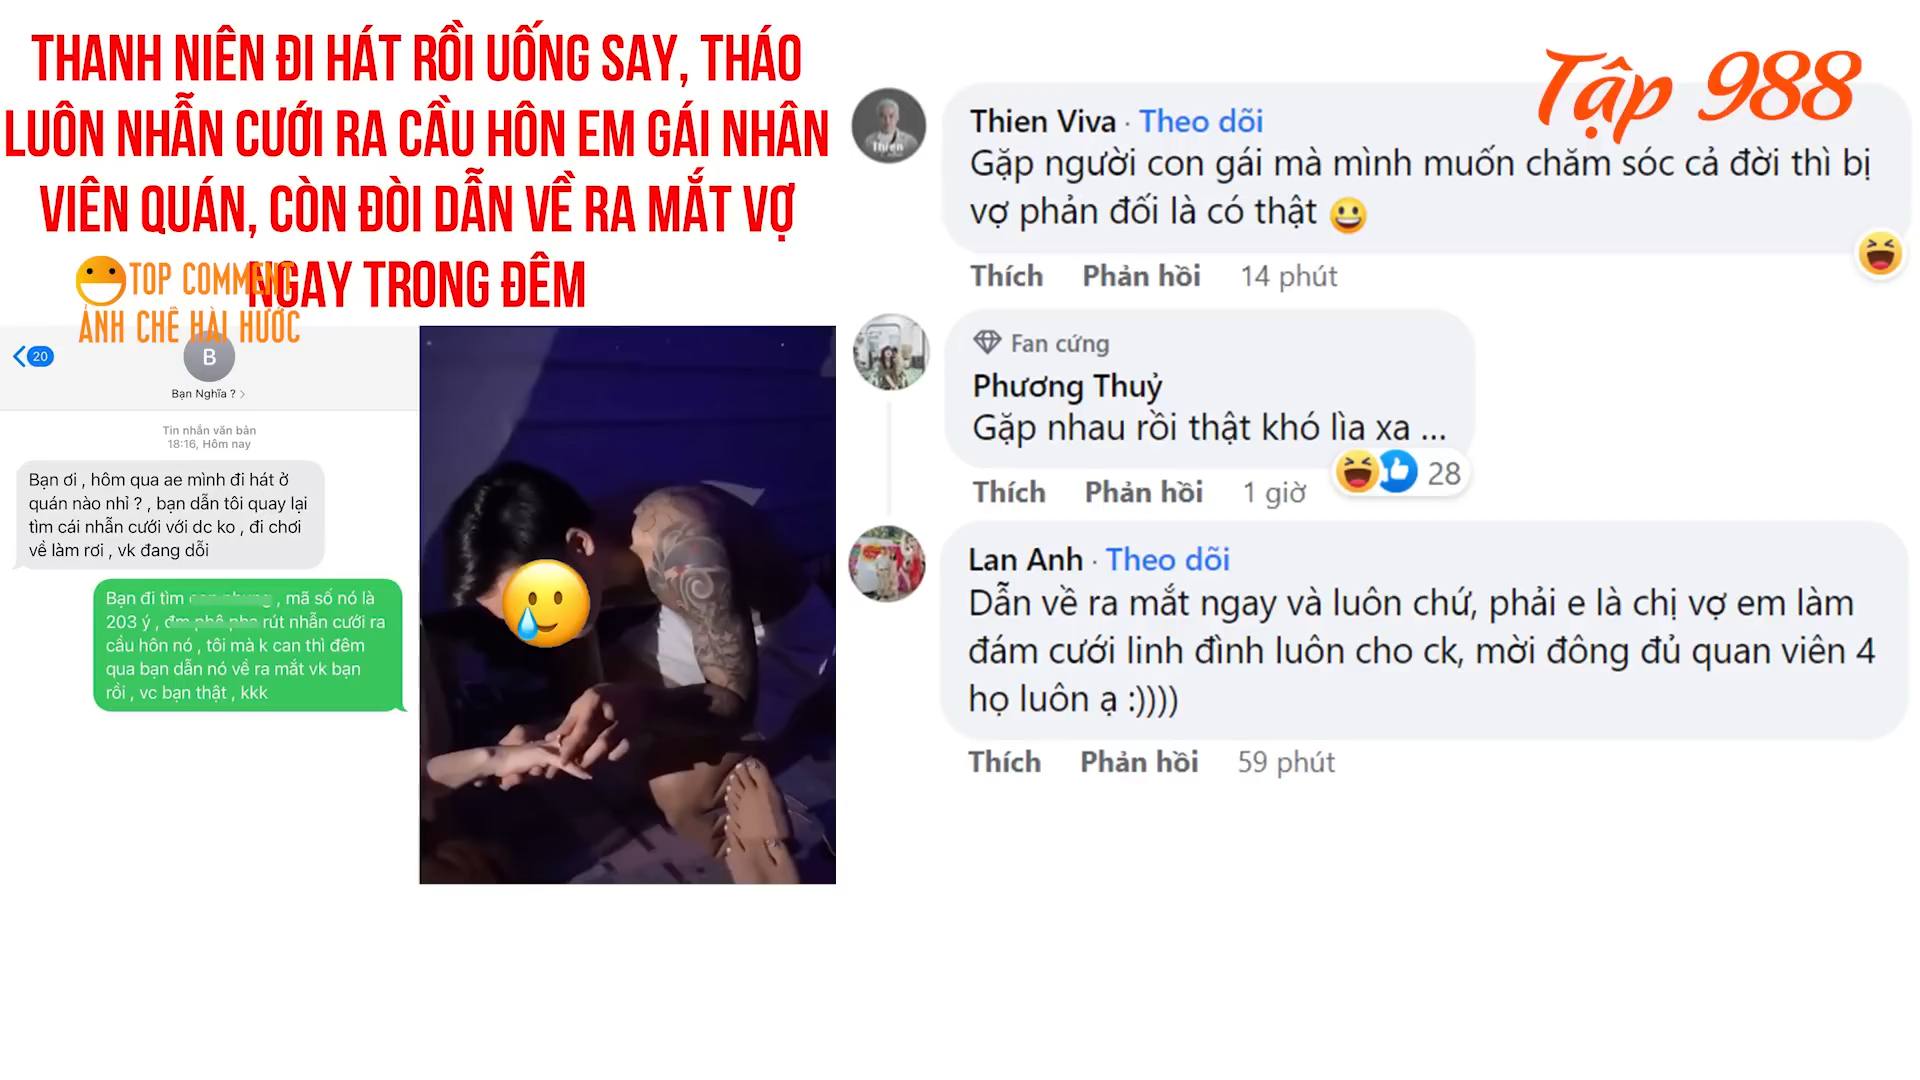 THANH NIÊN ĐI HÁT RỒI UỐNG SAY, THÁO
LUÔN NHẪN CƯỚI RA CẦU HÔN EM GÁI NHÂN
VIÊN QUÁN, CÒN ĐÒI DẪN VỀ RA MẮT VỢ
NGAY TRONG ĐÊM
TOP COMMENT
ẢNH CHẾ HÀI HƯỚC
20
B
Bạn Nghĩa ?
Tin nhắn văn bản
18:16, Hôm nay
Bạn ơi , hôm qua ae mình đi hát ở
quán nào nhỉ ? , bạn dẫn tôi quay lại
tìm cái nhẫn cưới với dc ko , đi chơi
về làm rơi , vk đang dỗi
Bạn đi tìm , mã số nó là
203 ý , rút nhẫn cưới ra
cầu hôn nó , tôi mà k can thì đêm
qua bạn dẫn nó về ra mắt vk bạn
rồi , vc bạn thật , kkk
Tập 988
Thien
Thien Viva · Theo dõi
Gặp người con gái mà mình muốn chăm sóc cả đời thì bị
vợ phản đối là có thật
Thích Phản hồi 14 phút
Fan cứng
Phương Thuỷ
Gặp nhau rồi thật khó lìa xa ...
Thích Phản hồi 1 giờ 28
Lan Anh · Theo dõi
Dẫn về ra mắt ngay và luôn chứ, phải e là chị vợ em làm
đám cưới linh đình luôn cho ck, mời đông đủ quan viên 4
họ luôn ạ :))))
Thích Phản hồi 59 phút